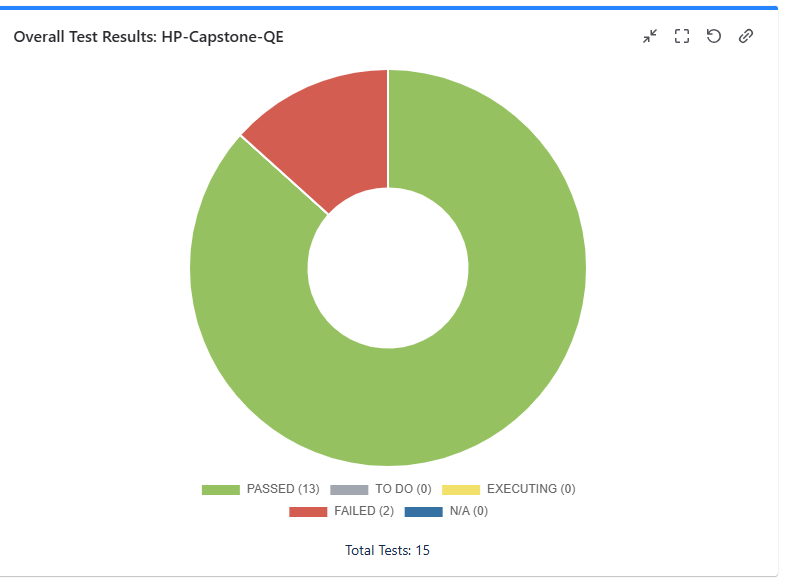 Overall Test Results: HP-Capstone-QE
PASSED (13) TO DO (0) EXECUTING (0)
FAILED (2) N/A (0)
Total Tests: 15